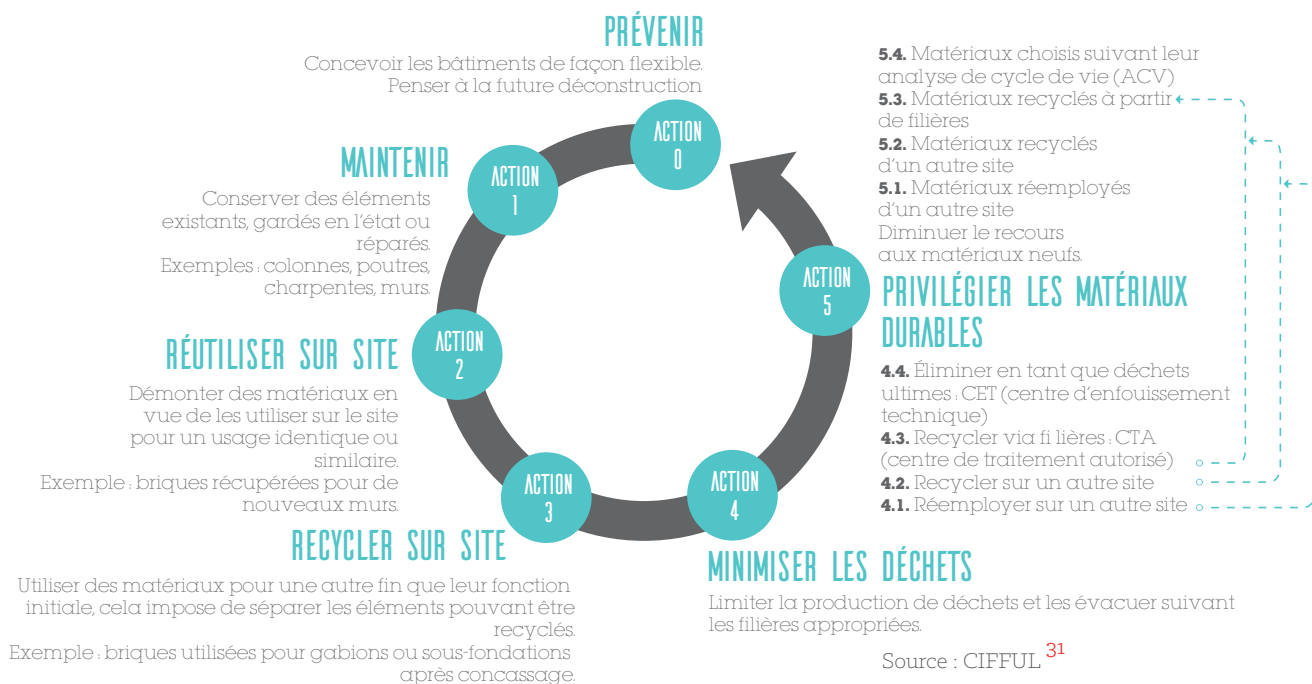 PRÉVENIR
Concevoir les bâtiments de façon flexible.
Penser à la future déconstruction
ACTION
0
MAINTENIR
Conserver des éléments
existants, gardés en l'état ou
réparés.
Exemples : colonnes, poutres,
charpentes, murs.
ACTION
1
RÉUTILISER SUR SITE
Démonter des matériaux en
vue de les utiliser sur le site
pour un usage identique ou
similaire.
Exemple : briques récupérées pour de
nouveaux murs.
ACTION
2
RECYCLER SUR SITE
Utiliser des matériaux pour une autre fin que leur fonction
initiale, cela impose de séparer les éléments pouvant être
recyclés.
Exemple : briques utilisées pour gabions ou sous-fondations
après concassage.
ACTION
3
ACTION
4
MINIMISER LES DÉCHETS
Limiter la production de déchets et les évacuer suivant
les filières appropriées.
4.4. Éliminer en tant que déchets
ultimes : CET (centre d'enfouissement
technique)
4.3. Recycler via fi lières : CTA
(centre de traitement autorisé)
4.2. Recycler sur un autre site
4.1. Réemployer sur un autre site
ACTION
5
5.4. Matériaux choisis suivant leur
analyse de cycle de vie (ACV)
5.3. Matériaux recyclés à partir
de filières
5.2. Matériaux recyclés
d'un autre site
5.1. Matériaux réemployés
d'un autre site
Diminuer le recours
aux matériaux neufs.
PRIVILÉGIER LES MATÉRIAUX
DURABLES
Source : CIFFUL 31